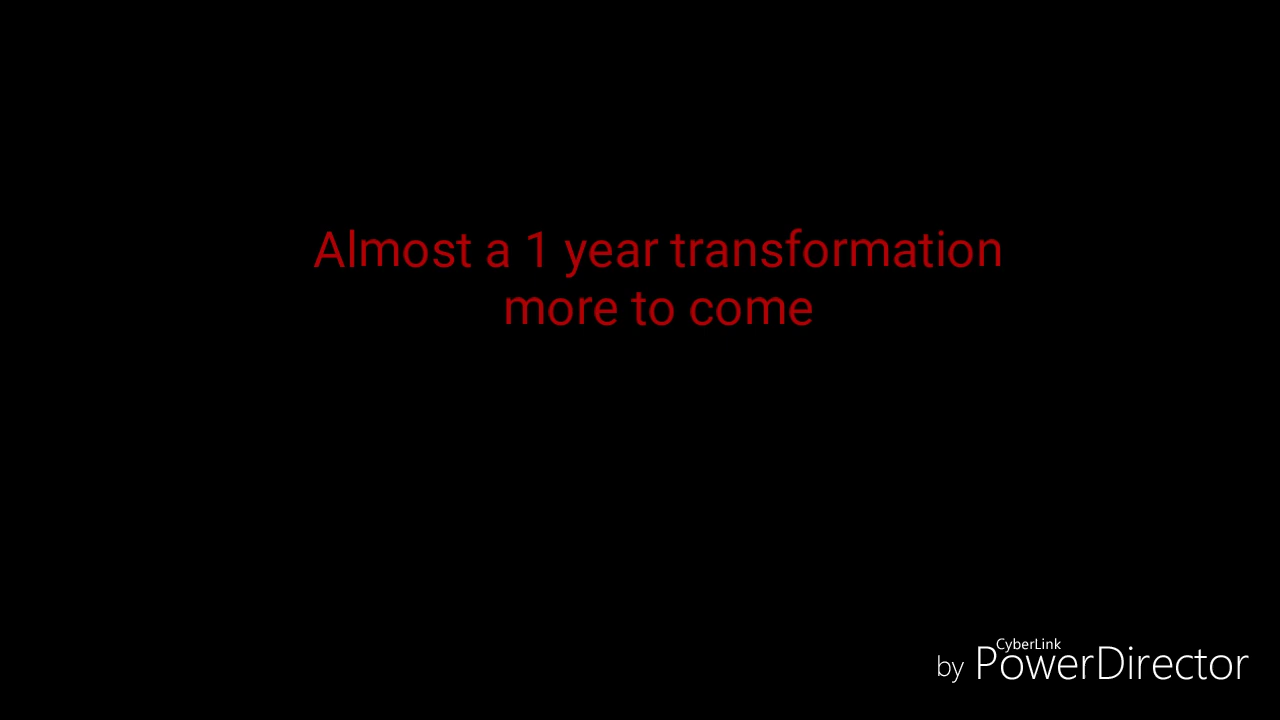 Almost a 1 year transformation
more to come
CyberLink
by PowerDirector